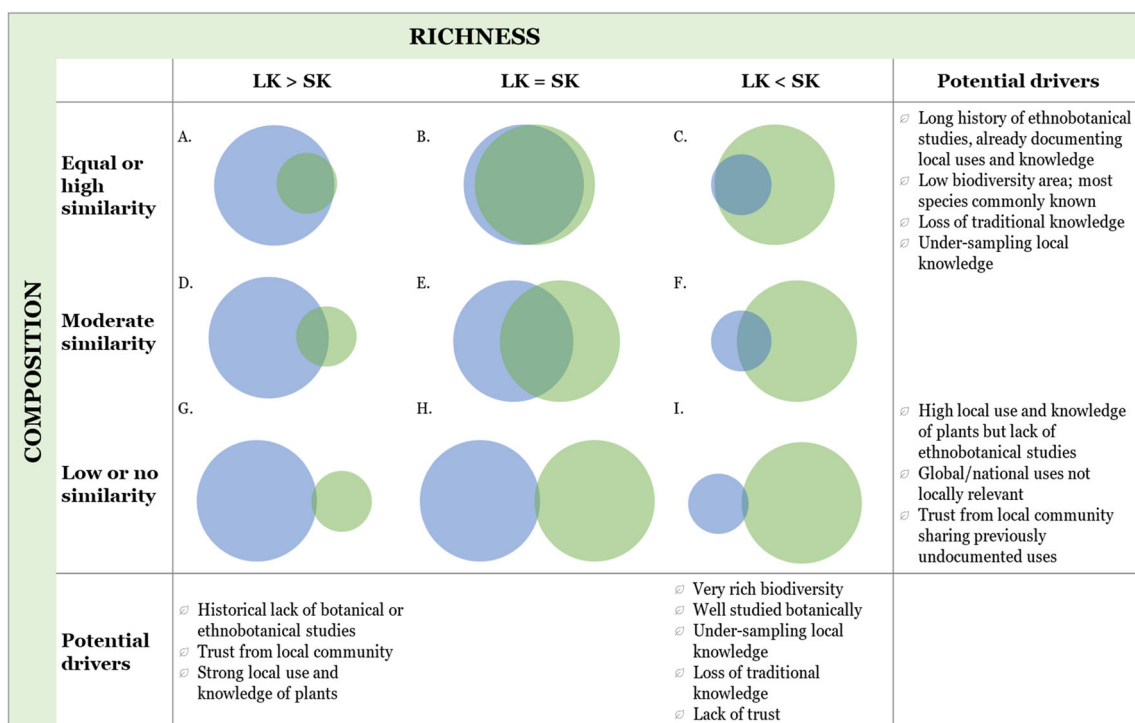 RICHNESS
LK > SK
LK = SK
LK < SK
Potential drivers
COMPOSITION
Equal or
high
similarity
A.
B.
C.
Long history of ethnobotanical
studies, already documenting
local uses and knowledge
Low biodiversity area; most
species commonly known
Loss of traditional knowledge
Under-sampling local
knowledge
Moderate
similarity
D.
E.
F.
Low or no
similarity
G.
H.
I.
High local use and knowledge
of plants but lack of
ethnobotanical studies
Global/national uses not
locally relevant
Trust from local community
sharing previously
undocumented uses
Potential
drivers
Historical lack of botanical or
ethnobotanical studies
Trust from local community
Strong local use and
knowledge of plants
Very rich biodiversity
Well studied botanically
Under-sampling local
knowledge
Loss of traditional
knowledge
Lack of trust